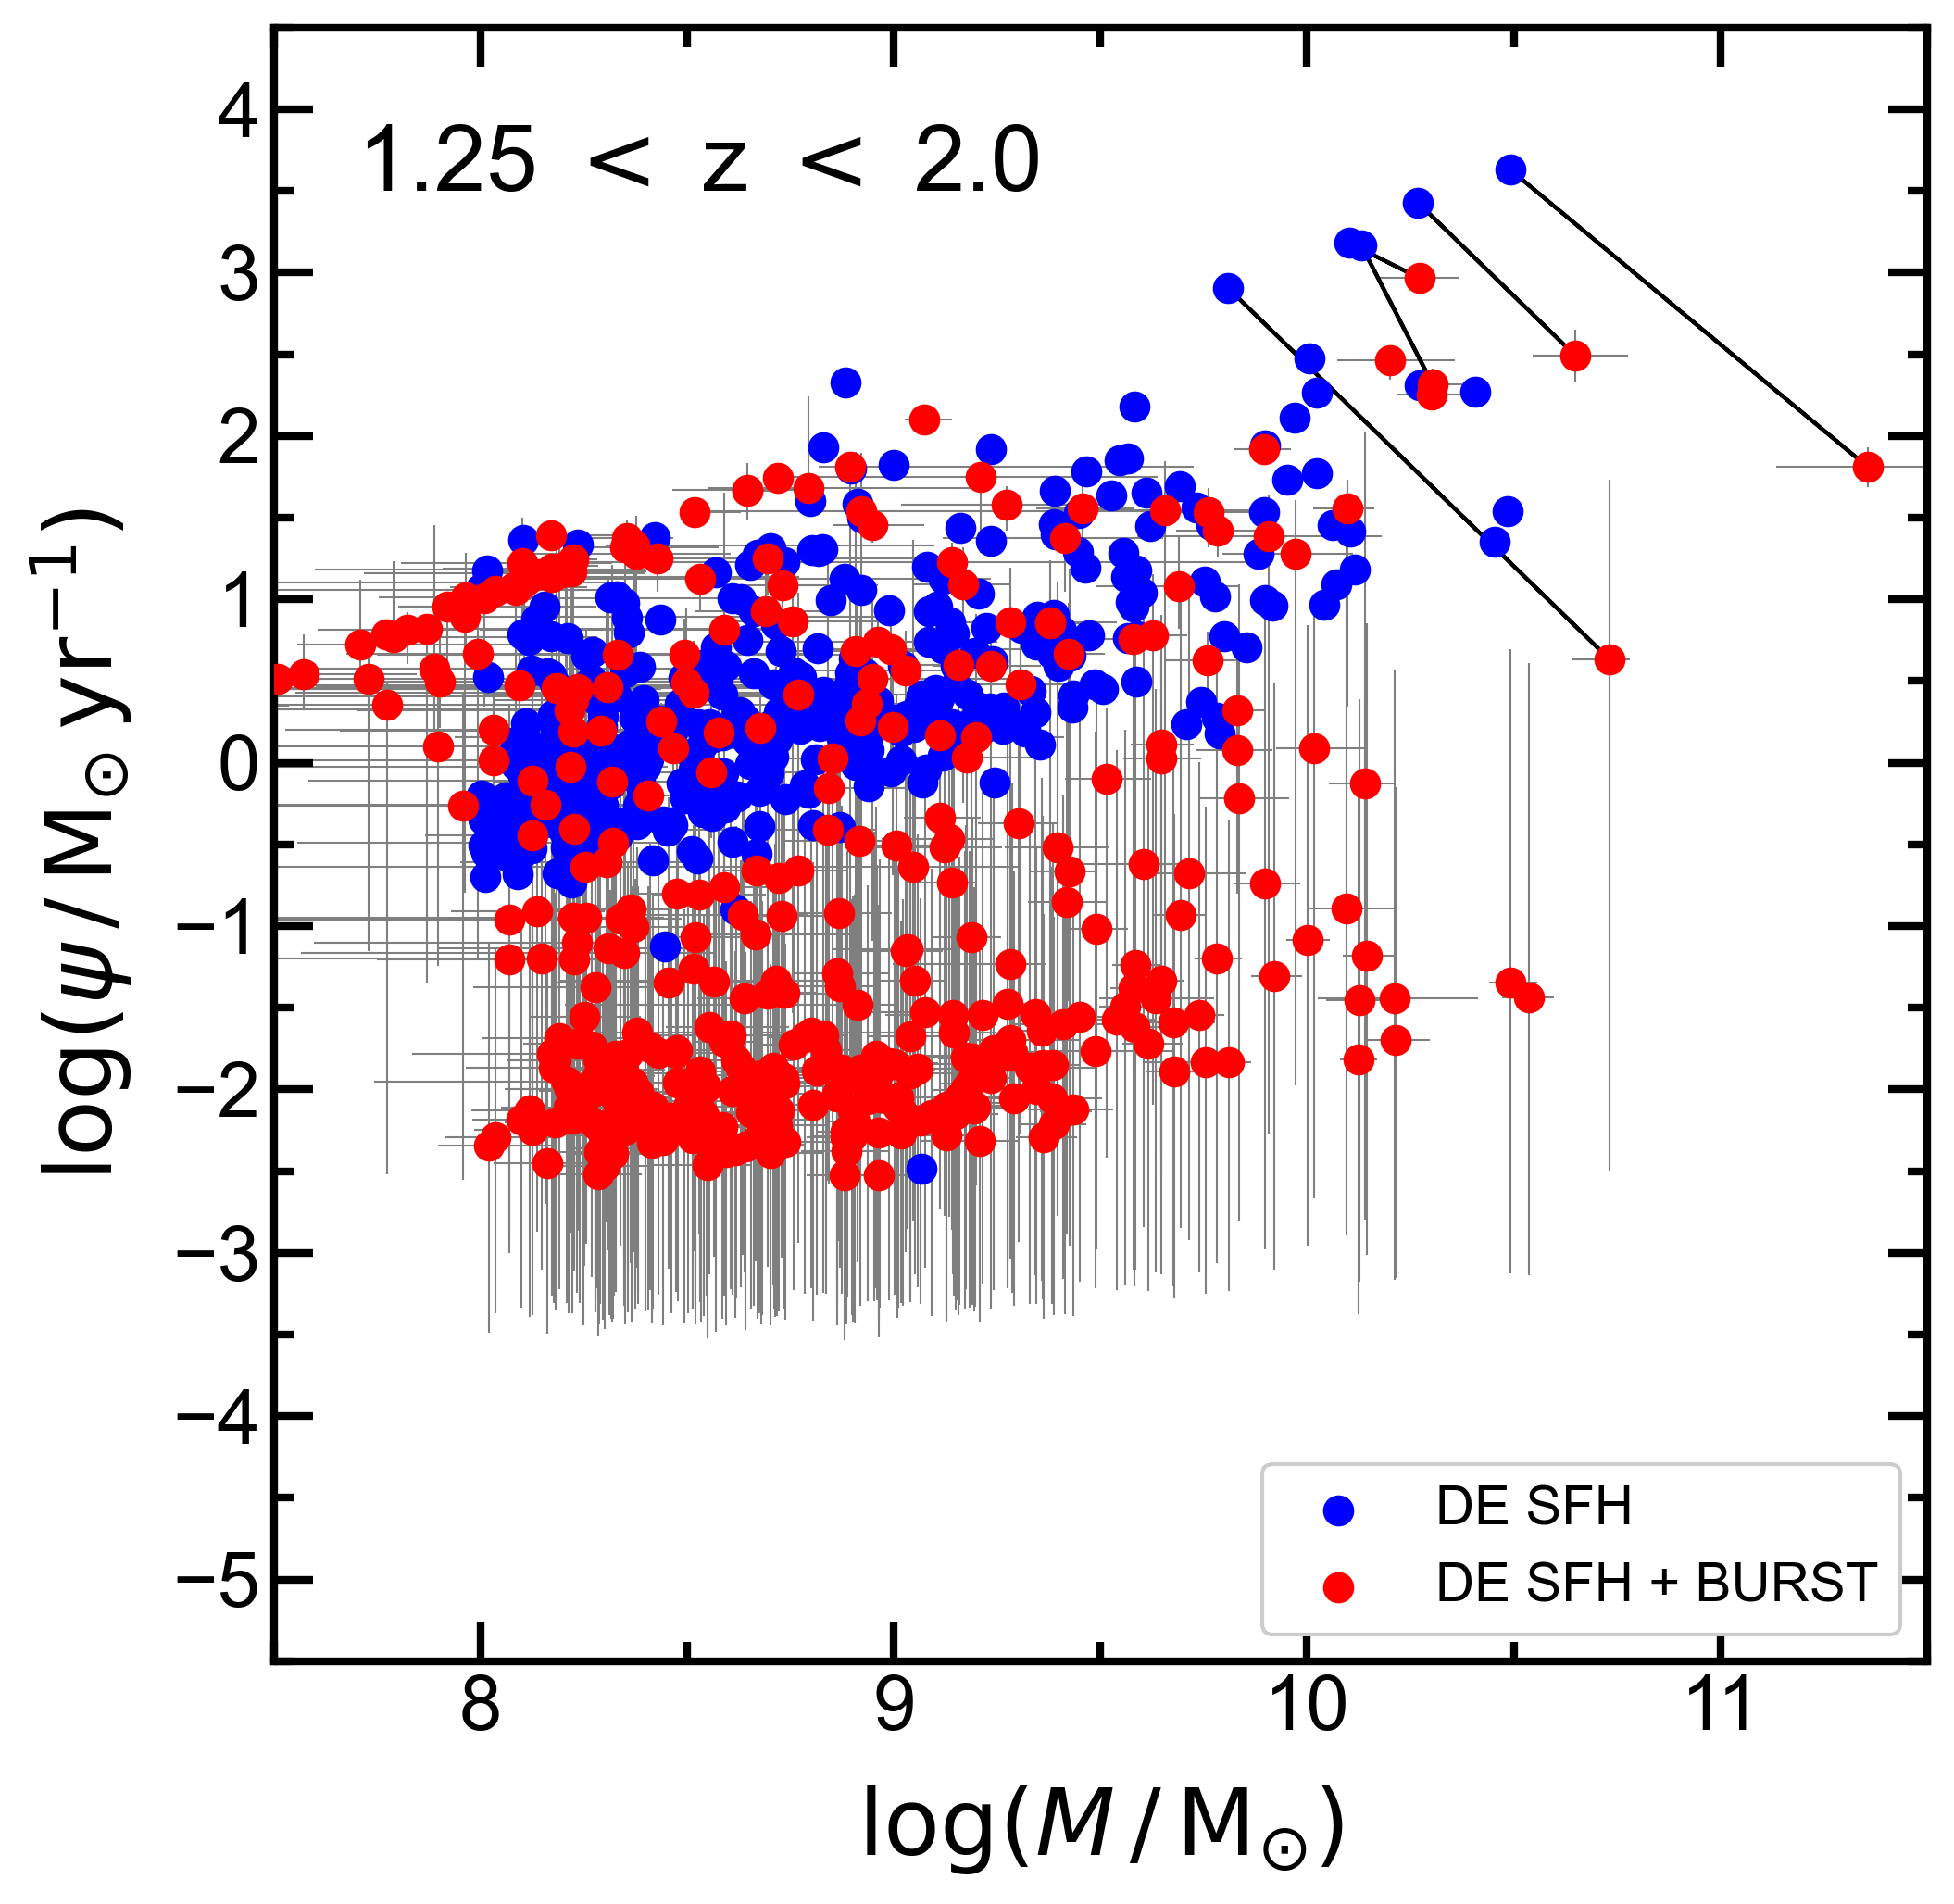 1.25 < z < 2.0
4
3
2
1
0
−1
−2
−3
−4
−5
log(ψ / M⊙ yr⁻¹)
DE SFH
DE SFH + BURST
8 9 10 11
log(M / M⊙)